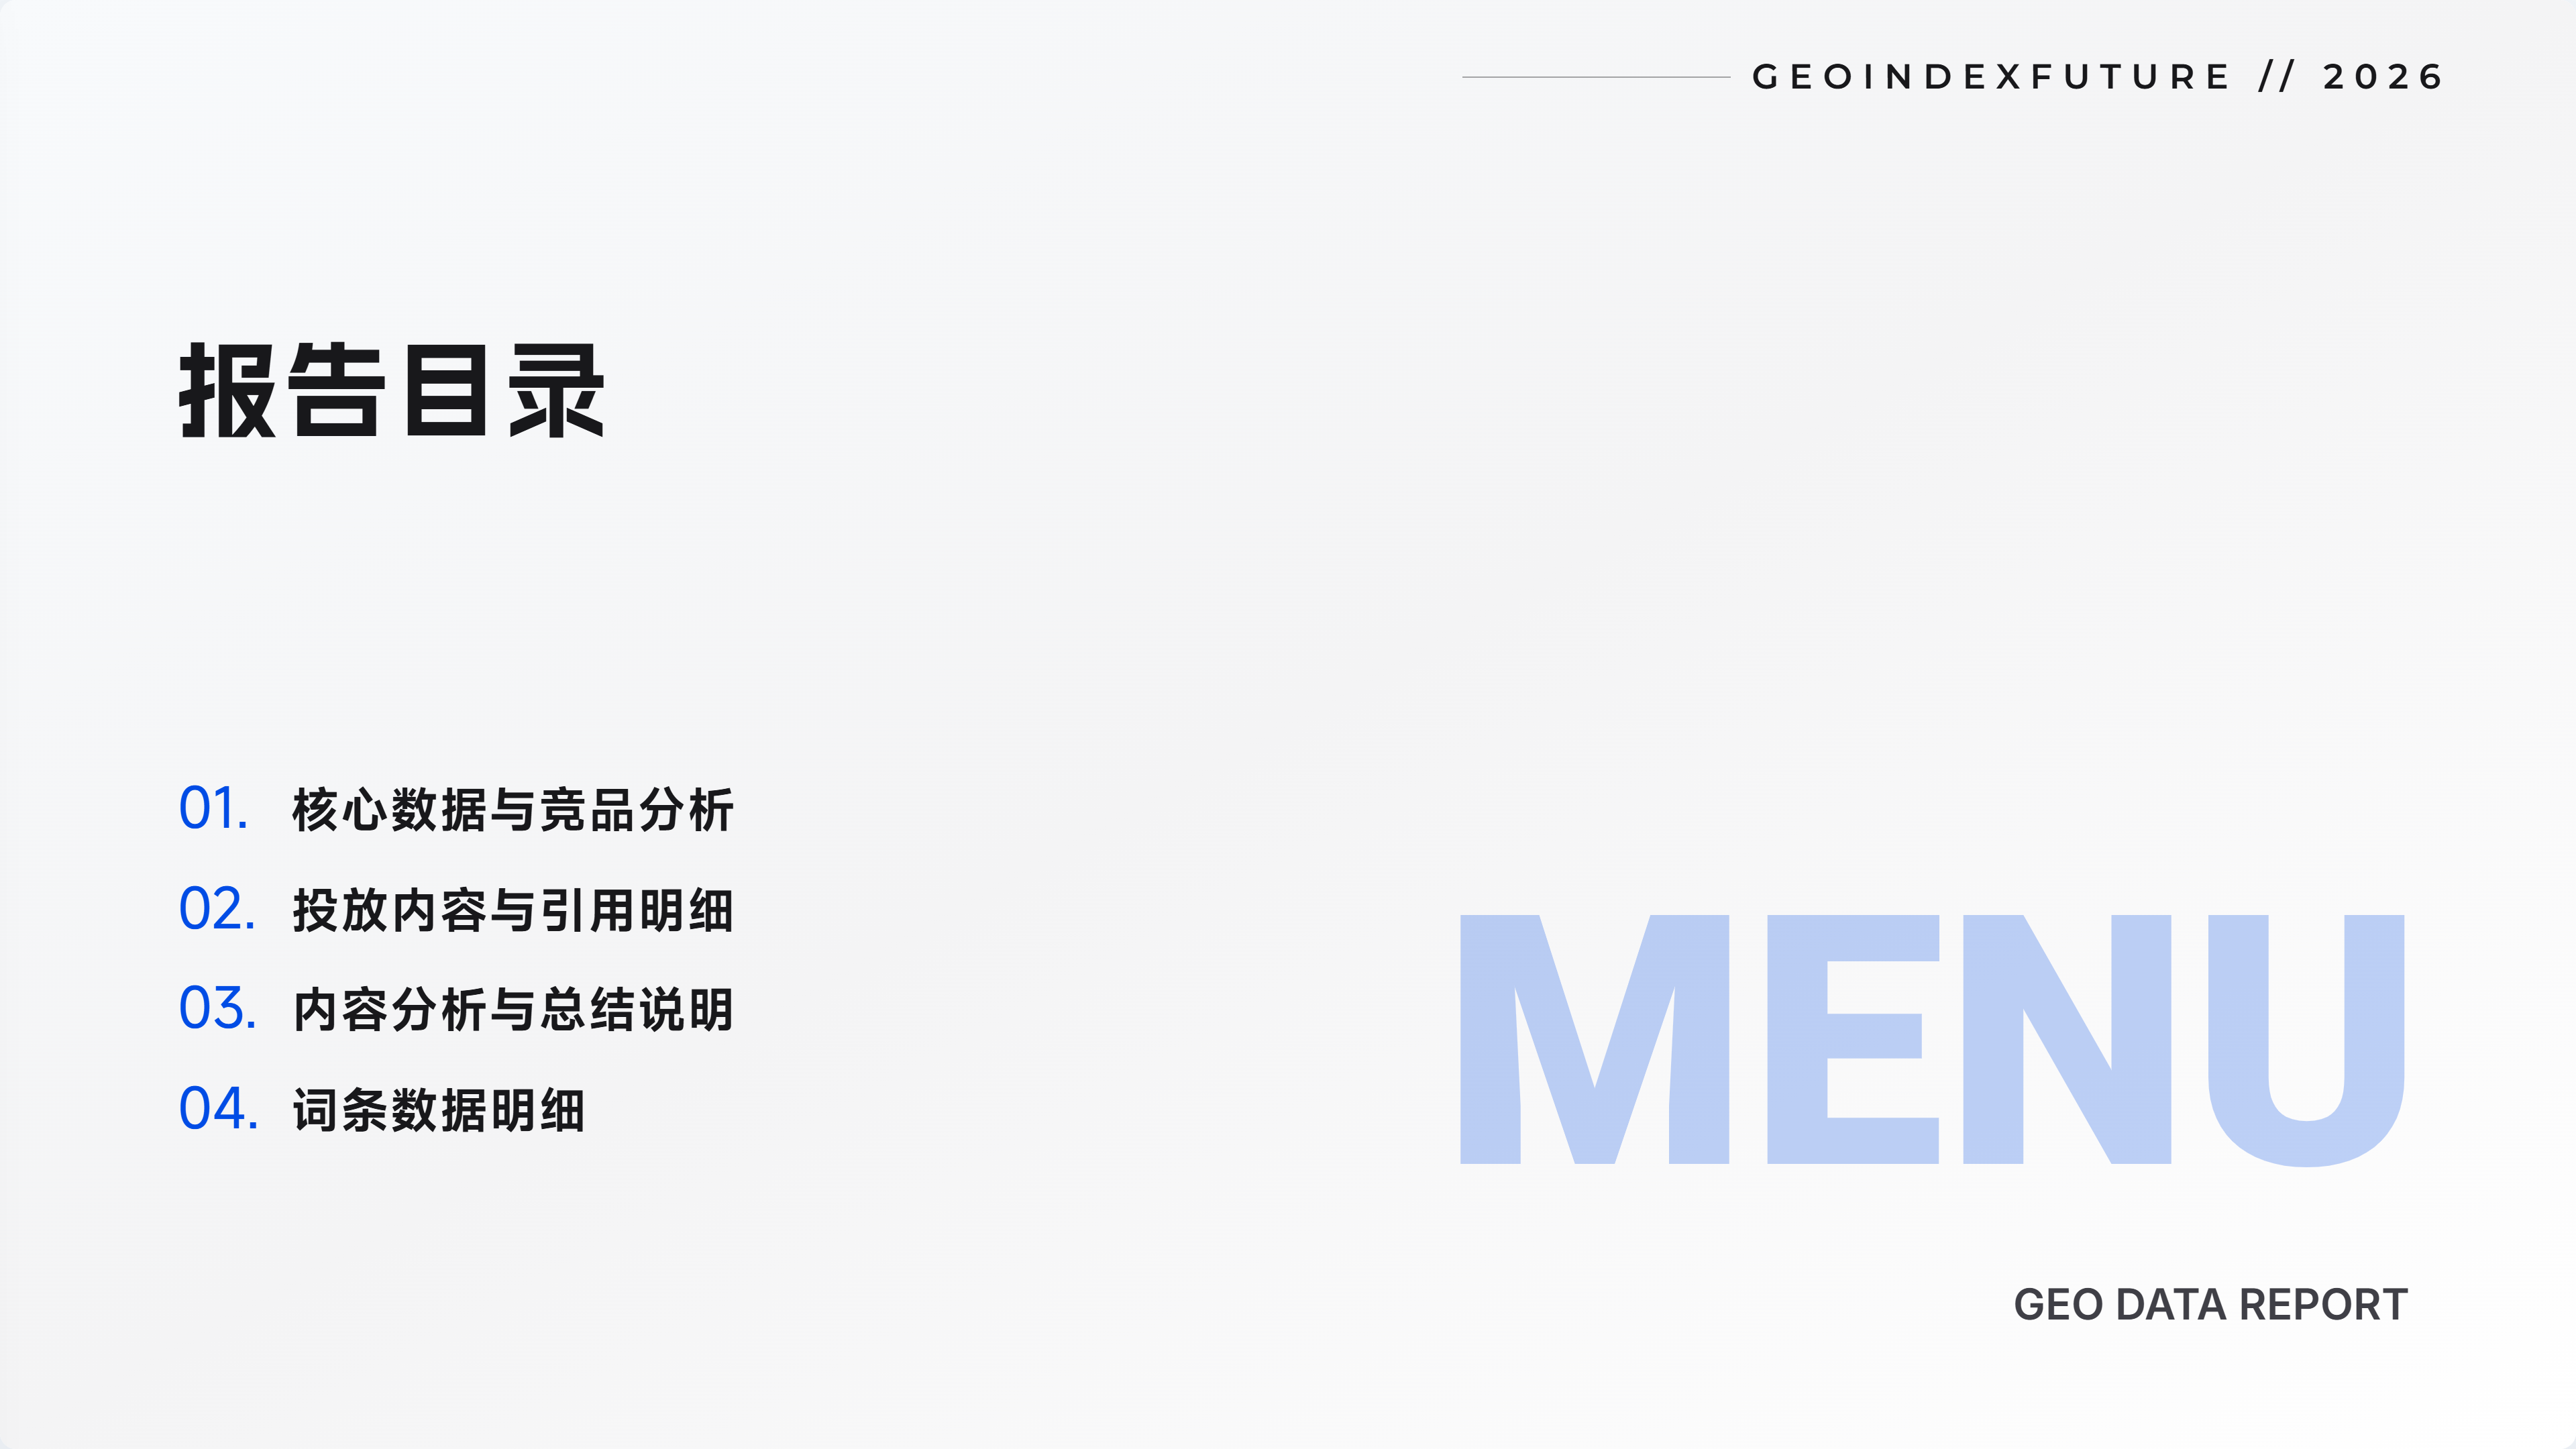 GEOINDEXFUTURE // 2026
报告目录
01. 核心数据与竞品分析
02. 投放内容与引用明细
03. 内容分析与总结说明
04. 词条数据明细
MENU
GEO DATA REPORT